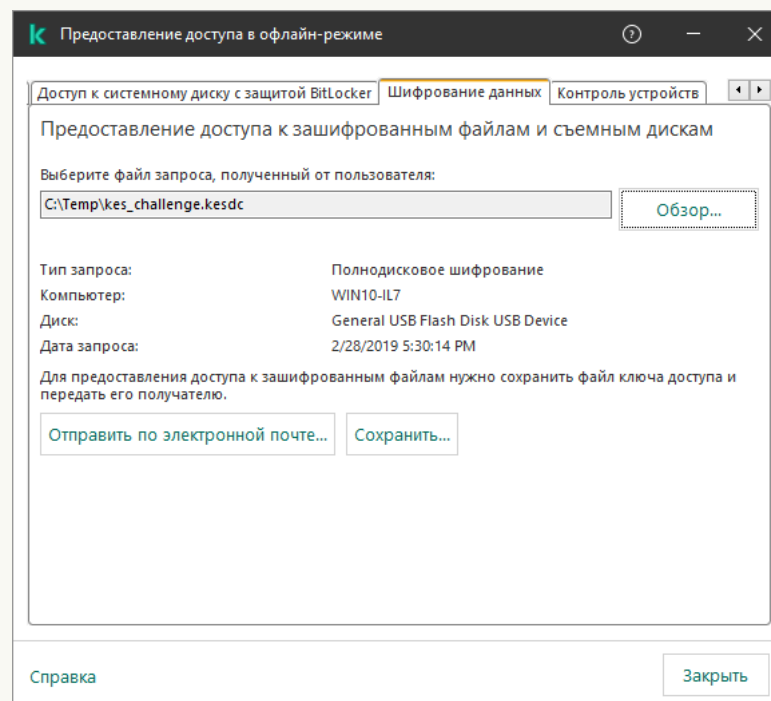 Предоставление доступа в офлайн-режиме
Доступ к системному диску с защитой BitLocker Шифрование данных Контроль устройств
Предоставление доступа к зашифрованным файлам и съемным дискам
Выберите файл запроса, полученный от пользователя:
C:\Temp\kes_challenge.kesdc Обзор...
Тип запроса: Полнодисковое шифрование
Компьютер: WIN10-IL7
Диск: General USB Flash Disk USB Device
Дата запроса: 2/28/2019 5:30:14 PM
Для предоставления доступа к зашифрованным файлам нужно сохранить файл ключа доступа и
передать его получателю.
Отправить по электронной почте... Сохранить...
Справка Закрыть